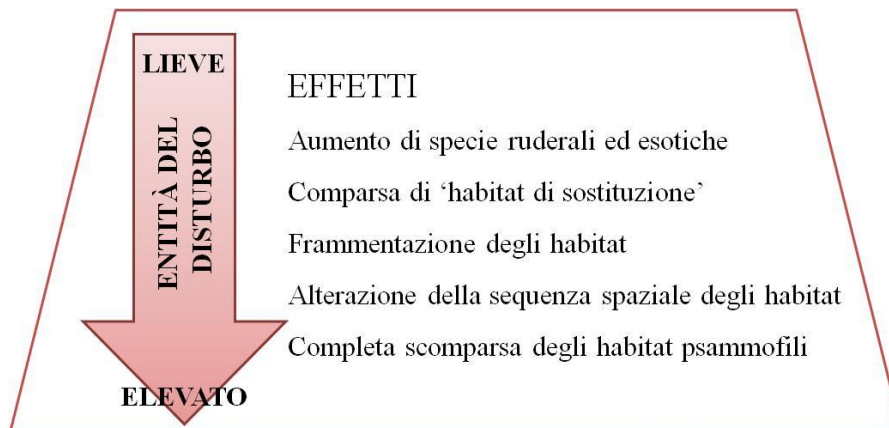 LIEVE
ENTITÀ DEL
DISTURBO
ELEVATO
EFFETTI
Aumento di specie ruderali ed esotiche
Comparsa di ‘habitat di sostituzione’
Frammentazione degli habitat
Alterazione della sequenza spaziale degli habitat
Completa scomparsa degli habitat psammofili